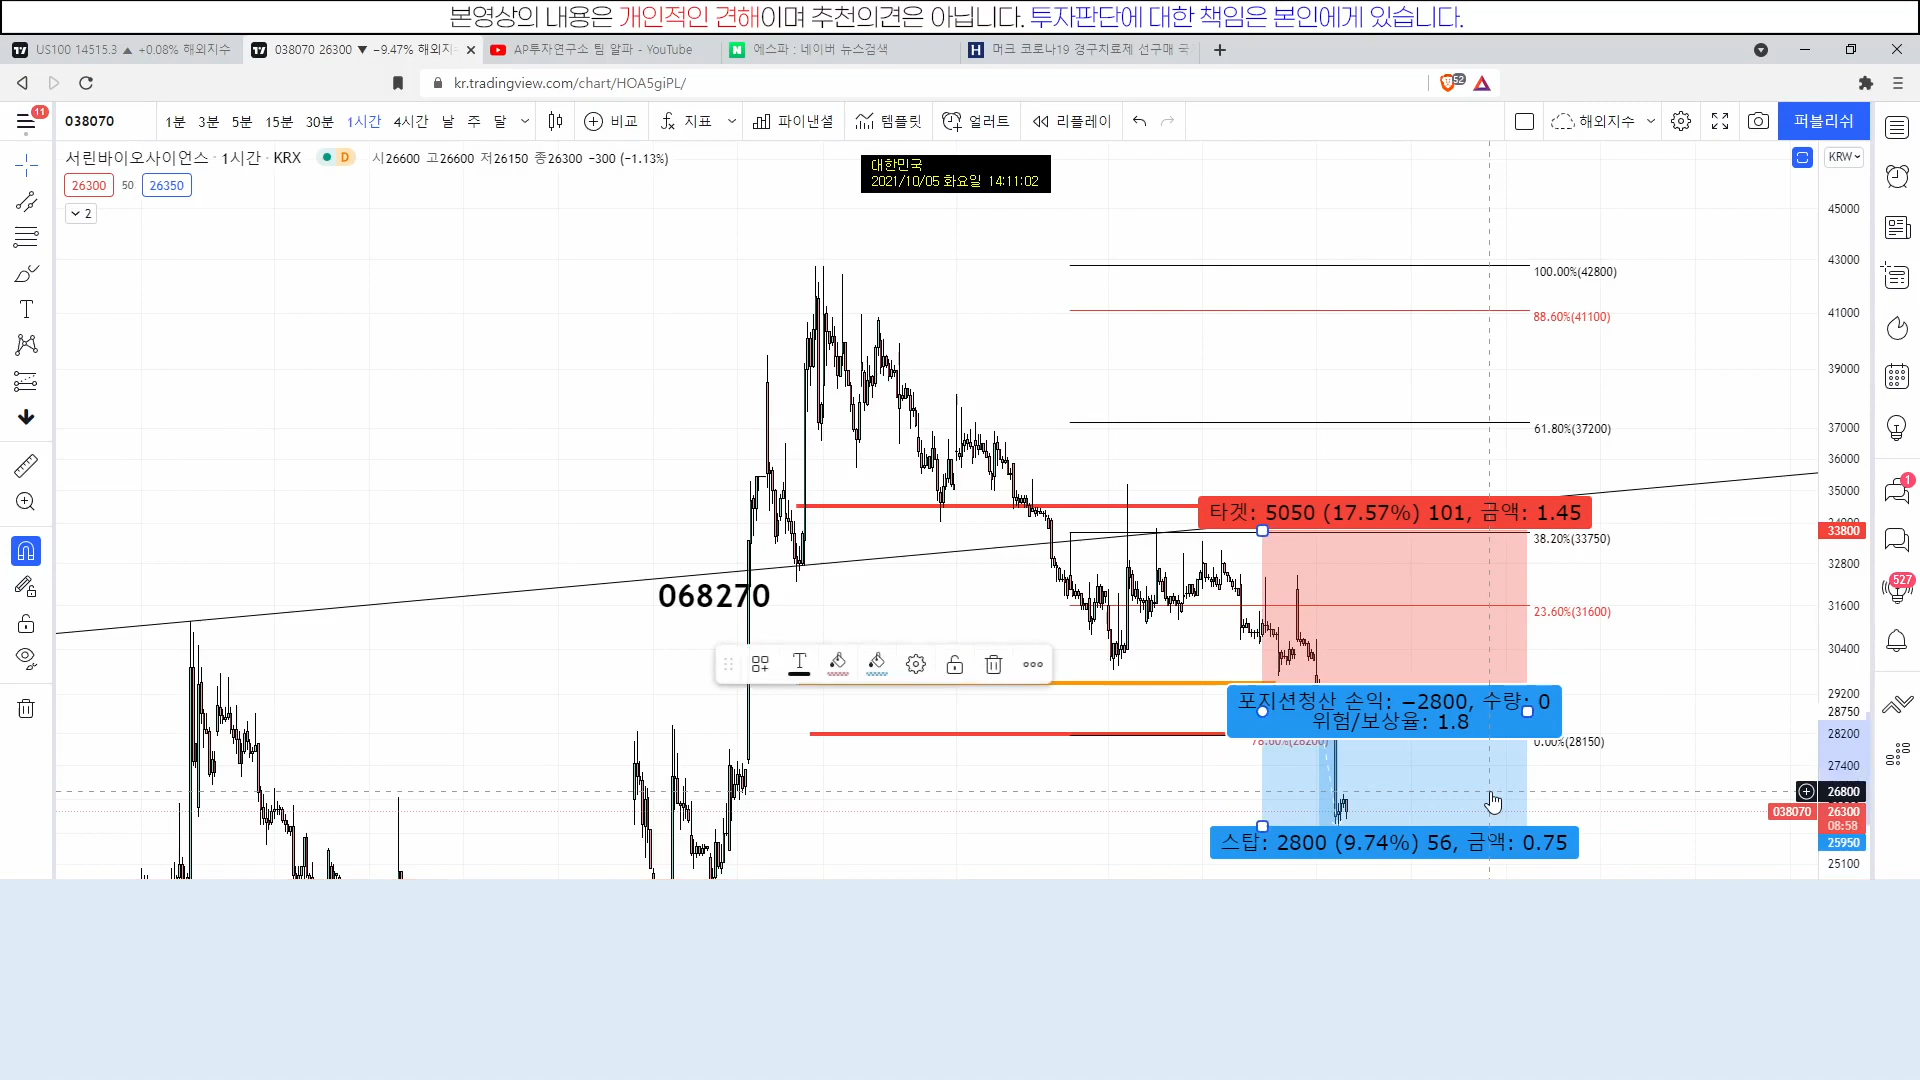 본영상의 내용은 개인적인 견해이며 추천의견은 아닙니다. 투자판단에 대한 책임은 본인에게 있습니다.
US100 14515.3 ▲ +0.08% 해외지수
038070 26300 ▼ −9.47% 해외지
AP투자연구소 팀 알파 - YouTube
에스파 : 네이버 뉴스검색
머크 코로나19 경구치료제 선구매 국
kr.tradingview.com/chart/HOA5giPL/
52
11
038070
1분 3분 5분 15분 30분 1시간 4시간 날 주 달
비교
지표
파이낸셜
템플릿
얼러트
리플레이
해외지수
퍼블리쉬
서린바이오사이언스 · 1시간 · KRX
D
시26600 고26600 저26150 종26300 −300 (−1.13%)
대한민국
2021/10/05 화요일 14:11:02
KRW
26300 50 26350
2
45000
43000
41000
39000
37000
36000
35000
33800
32800
31600
30400
29200
28750
28200
27400
26800
038070 26300
08:58
25950
25100
100.00%(42800)
88.60%(41100)
61.80%(37200)
타겟: 5050 (17.57%) 101, 금액: 1.45
38.20%(33750)
068270
23.60%(31600)
포지션청산 손익: −2800, 수량: 0
위험/보상율: 1.8
78.60%(28200)
0.00%(28150)
스탑: 2800 (9.74%) 56, 금액: 0.75
1
527